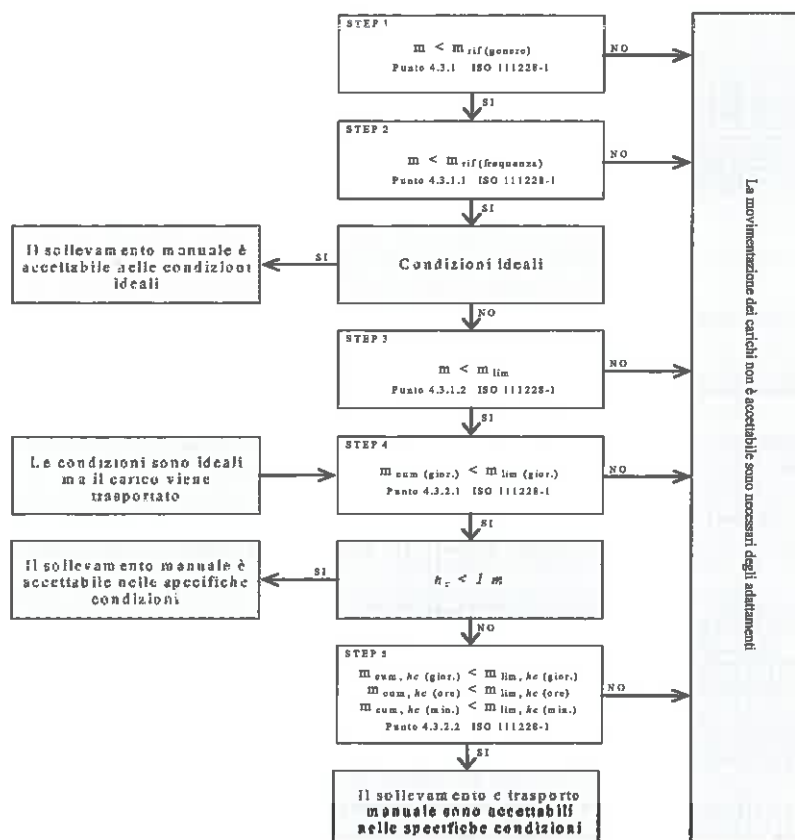 STEP 1
m < m rif (genere)
Punto 4.3.1 ISO 111228-1
NO
SI
STEP 2
m < m rif (frequenza)
Punto 4.3.1.1 ISO 111228-1
NO
SI
Il sollevamento manuale è
accettabile nelle condizioni
ideali
SI
Condizioni ideali
NO
STEP 3
m < m lim
Punto 4.3.1.2 ISO 111228-1
NO
SI
Le condizioni sono ideali
ma il carico viene
trasportato
STEP 4
m cum (gior.) < m lim (gior.)
Punto 4.3.2.1 ISO 111228-1
NO
SI
Il sollevamento manuale è
accettabile nelle specifiche
condizioni
SI
h c < 1 m
NO
STEP 5
m cum, hc (gior.) < m lim, hc (gior.)
m cum, hc (ore) < m lim, hc (ore)
m cum, hc (min.) < m lim, hc (min.)
Punto 4.3.2.2 ISO 111228-1
NO
SI
Il sollevamento e trasporto
manuale sono accettabili
nelle specifiche condizioni
La movimentazione dei carichi non è accettabile sono necessari degli adattamenti